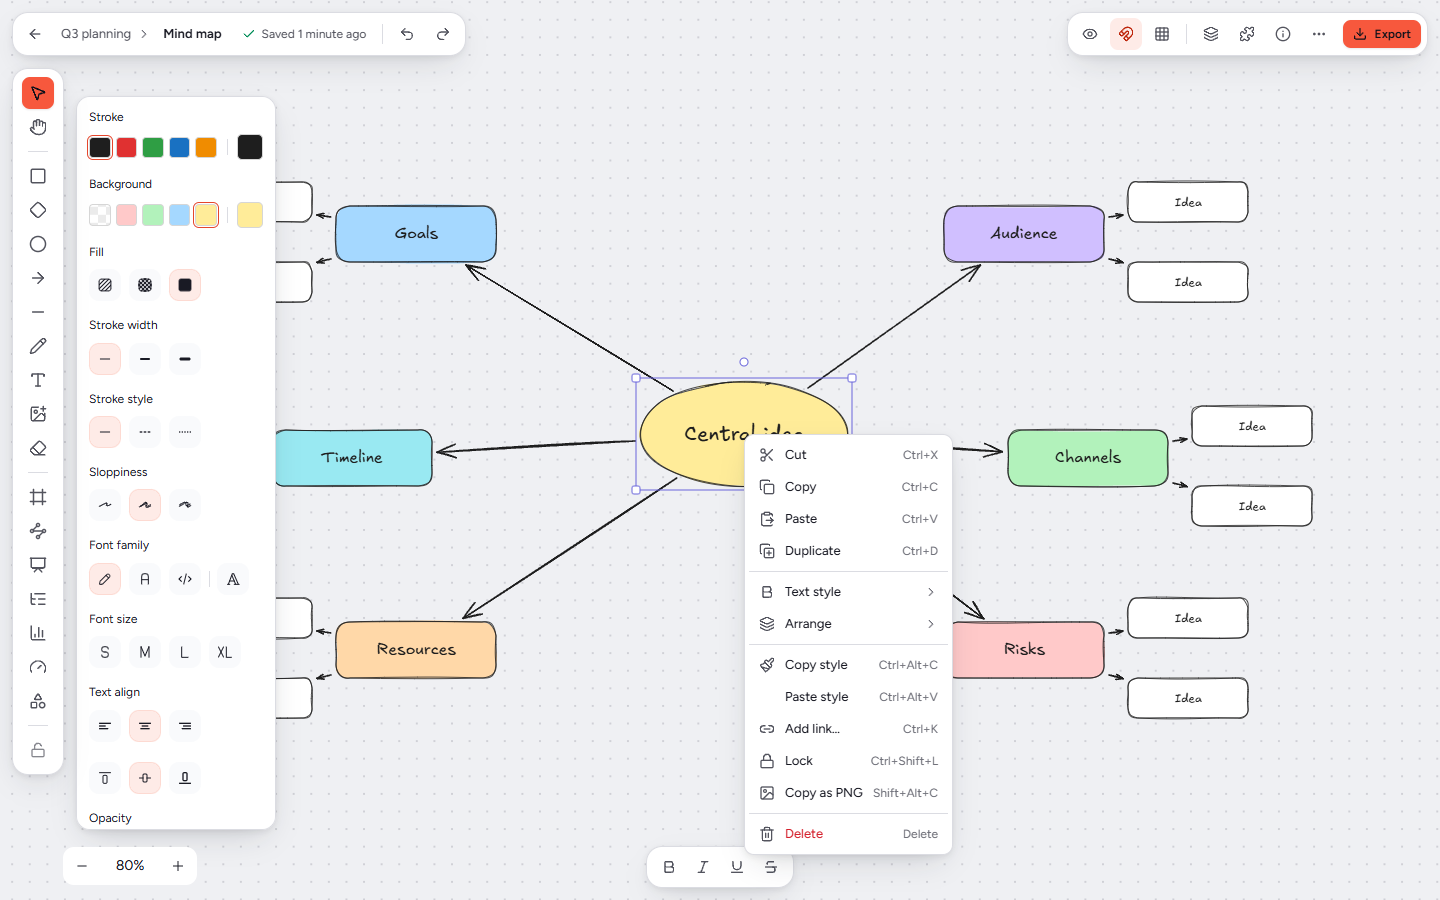 Q3 planning
Mind map
Saved 1 minute ago
Export
Stroke
Background
Fill
Stroke width
Stroke style
Sloppiness
Font family
Font size
S M L XL
Text align
Opacity
80%
Goals
Audience
Idea
Idea
Central idea
Timeline
Channels
Idea
Idea
Resources
Risks
Idea
Idea
Cut Ctrl+X
Copy Ctrl+C
Paste Ctrl+V
Duplicate Ctrl+D
Text style
Arrange
Copy style Ctrl+Alt+C
Paste style Ctrl+Alt+V
Add link... Ctrl+K
Lock Ctrl+Shift+L
Copy as PNG Shift+Alt+C
Delete Delete
B I U S